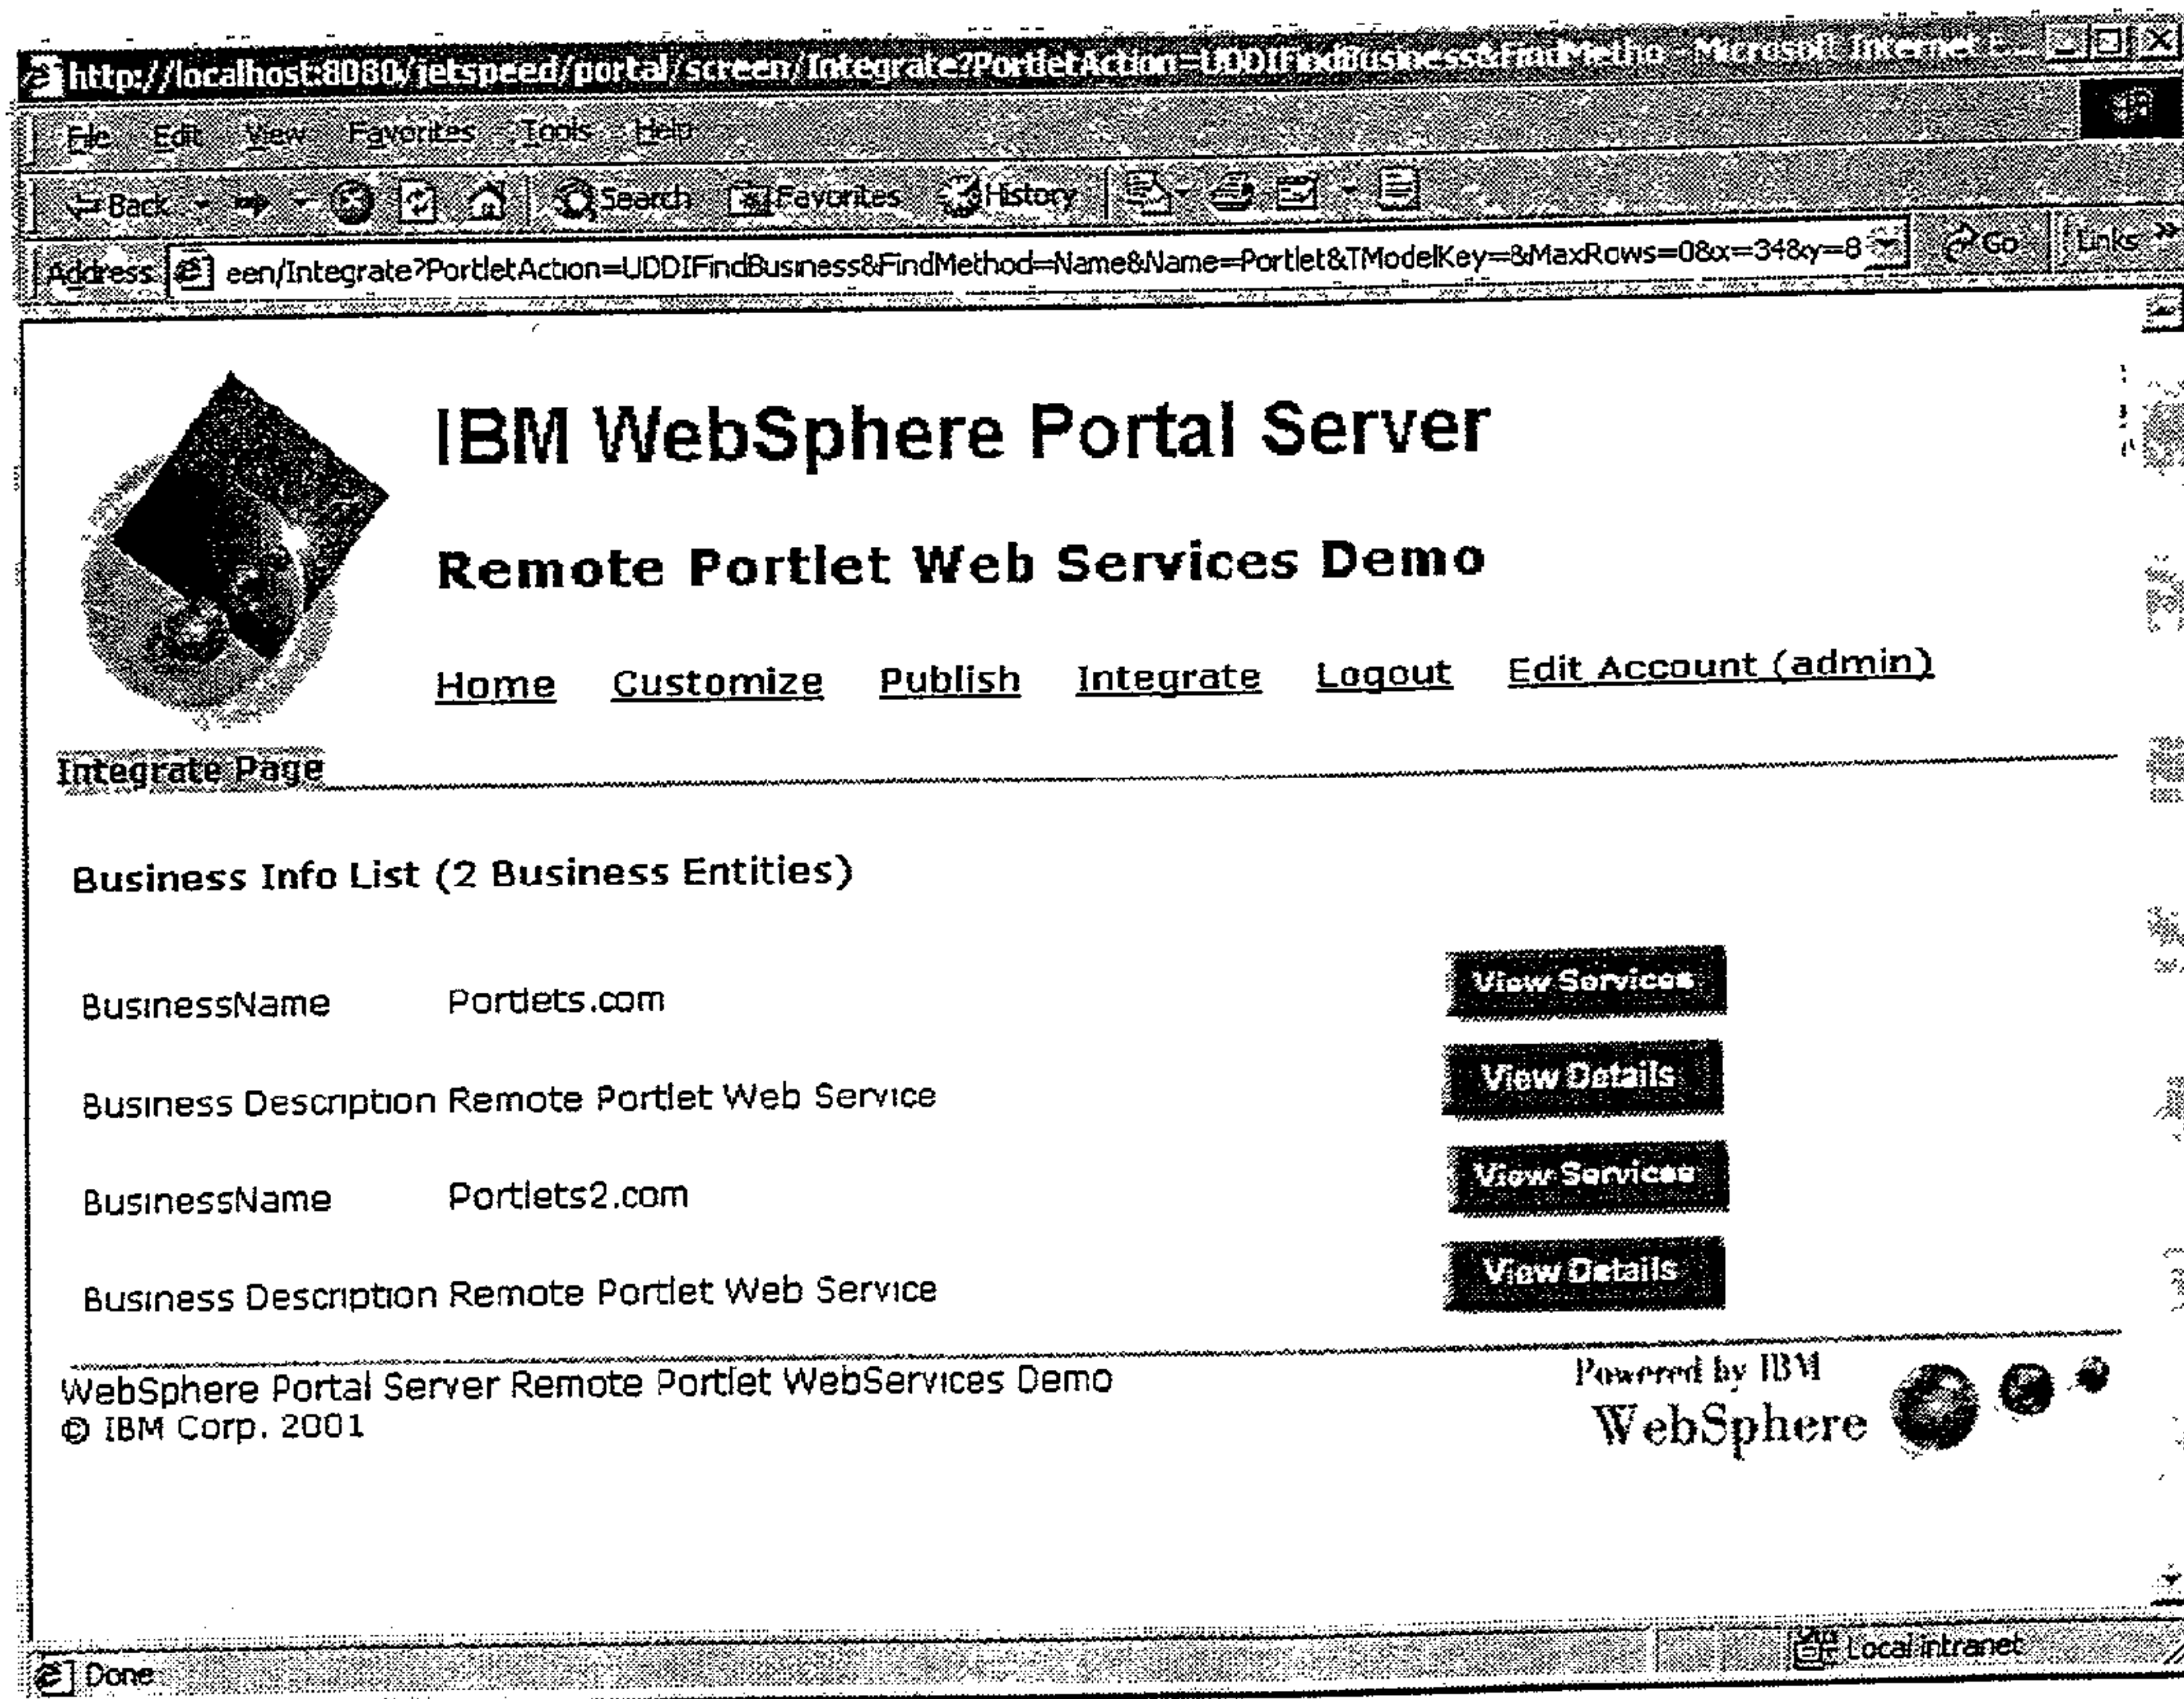 http://localhost:8080/jetspeed/portal/screen/Integrate?PortletAction=UDDIFindBusiness&FindMetho - Microsoft Internet E...
File Edit View Favorites Tools Help
Back Search Favorites History
Address een/Integrate?PortletAction=UDDIFindBusiness&FindMethod=Name&Name=Portlet&TModelKey=&MaxRows=0&x=34&y=8 Go Links »
IBM WebSphere Portal Server
Remote Portlet Web Services Demo
Home Customize Publish Integrate Logout Edit Account (admin)
Integrate Page
Business Info List (2 Business Entities)
BusinessName Portlets.com View Services
Business Description Remote Portlet Web Service View Details
BusinessName Portlets2.com View Services
Business Description Remote Portlet Web Service View Details
WebSphere Portal Server Remote Portlet WebServices Demo
© IBM Corp. 2001
Powered by IBM
WebSphere
Done Local intranet